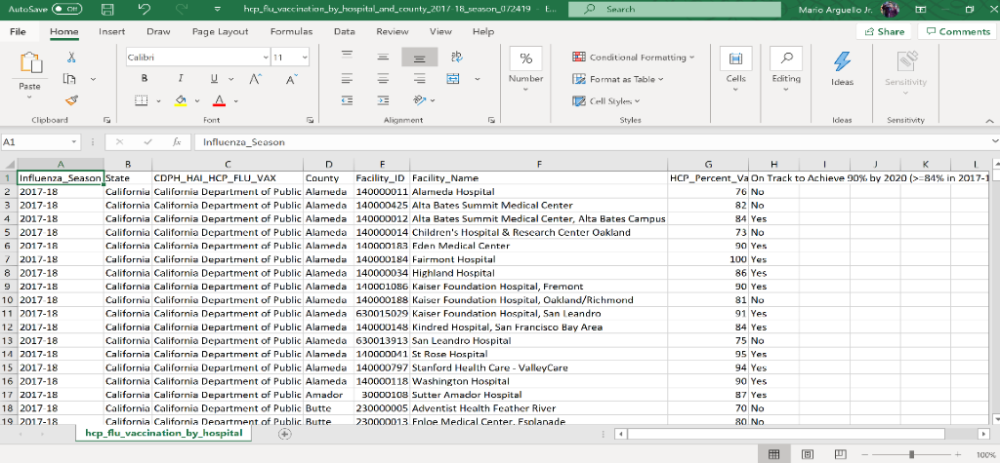 AutoSave Off hcp_flu_vaccination_by_hospital_and_county_2017-18_season_072419 - E... Search Mario Arguello Jr.
File Home Insert Draw Page Layout Formulas Data Review View Help Share Comments
Paste Calibri 11 Number Conditional Formatting Format as Table Cell Styles Cells Editing Ideas Sensitivity
Clipboard Font Alignment Styles Ideas Sensitivity
A1 fx Influenza_Season
A B C D E F G H I J K L
1 Influenza_Season State CDPH_HAI_HCP_FLU_VAX County Facility_ID Facility_Name HCP_Percent_Va On Track to Achieve 90% by 2020 (>=84% in 2017-1
2 2017-18 California California Department of Public Alameda 140000011 Alameda Hospital 76 No
3 2017-18 California California Department of Public Alameda 140000425 Alta Bates Summit Medical Center 82 No
4 2017-18 California California Department of Public Alameda 140000012 Alta Bates Summit Medical Center, Alta Bates Campus 84 Yes
5 2017-18 California California Department of Public Alameda 140000014 Children's Hospital & Research Center Oakland 73 No
6 2017-18 California California Department of Public Alameda 140000183 Eden Medical Center 90 Yes
7 2017-18 California California Department of Public Alameda 140000184 Fairmont Hospital 100 Yes
8 2017-18 California California Department of Public Alameda 140000034 Highland Hospital 86 Yes
9 2017-18 California California Department of Public Alameda 140001086 Kaiser Foundation Hospital, Fremont 90 Yes
10 2017-18 California California Department of Public Alameda 140000188 Kaiser Foundation Hospital, Oakland/Richmond 81 No
11 2017-18 California California Department of Public Alameda 630015029 Kaiser Foundation Hospital, San Leandro 91 Yes
12 2017-18 California California Department of Public Alameda 140000148 Kindred Hospital, San Francisco Bay Area 84 Yes
13 2017-18 California California Department of Public Alameda 630013913 San Leandro Hospital 75 No
14 2017-18 California California Department of Public Alameda 140000041 St Rose Hospital 95 Yes
15 2017-18 California California Department of Public Alameda 140000797 Stanford Health Care - ValleyCare 94 Yes
16 2017-18 California California Department of Public Alameda 140000118 Washington Hospital 90 Yes
17 2017-18 California California Department of Public Amador 30000108 Sutter Amador Hospital 87 Yes
18 2017-18 California California Department of Public Butte 230000005 Adventist Health Feather River 70 No
19 2017-18 California California Department of Public Butte 230000013 Enloe Medical Center, Esplanade 80 No
hcp_flu_vaccination_by_hospital
100%